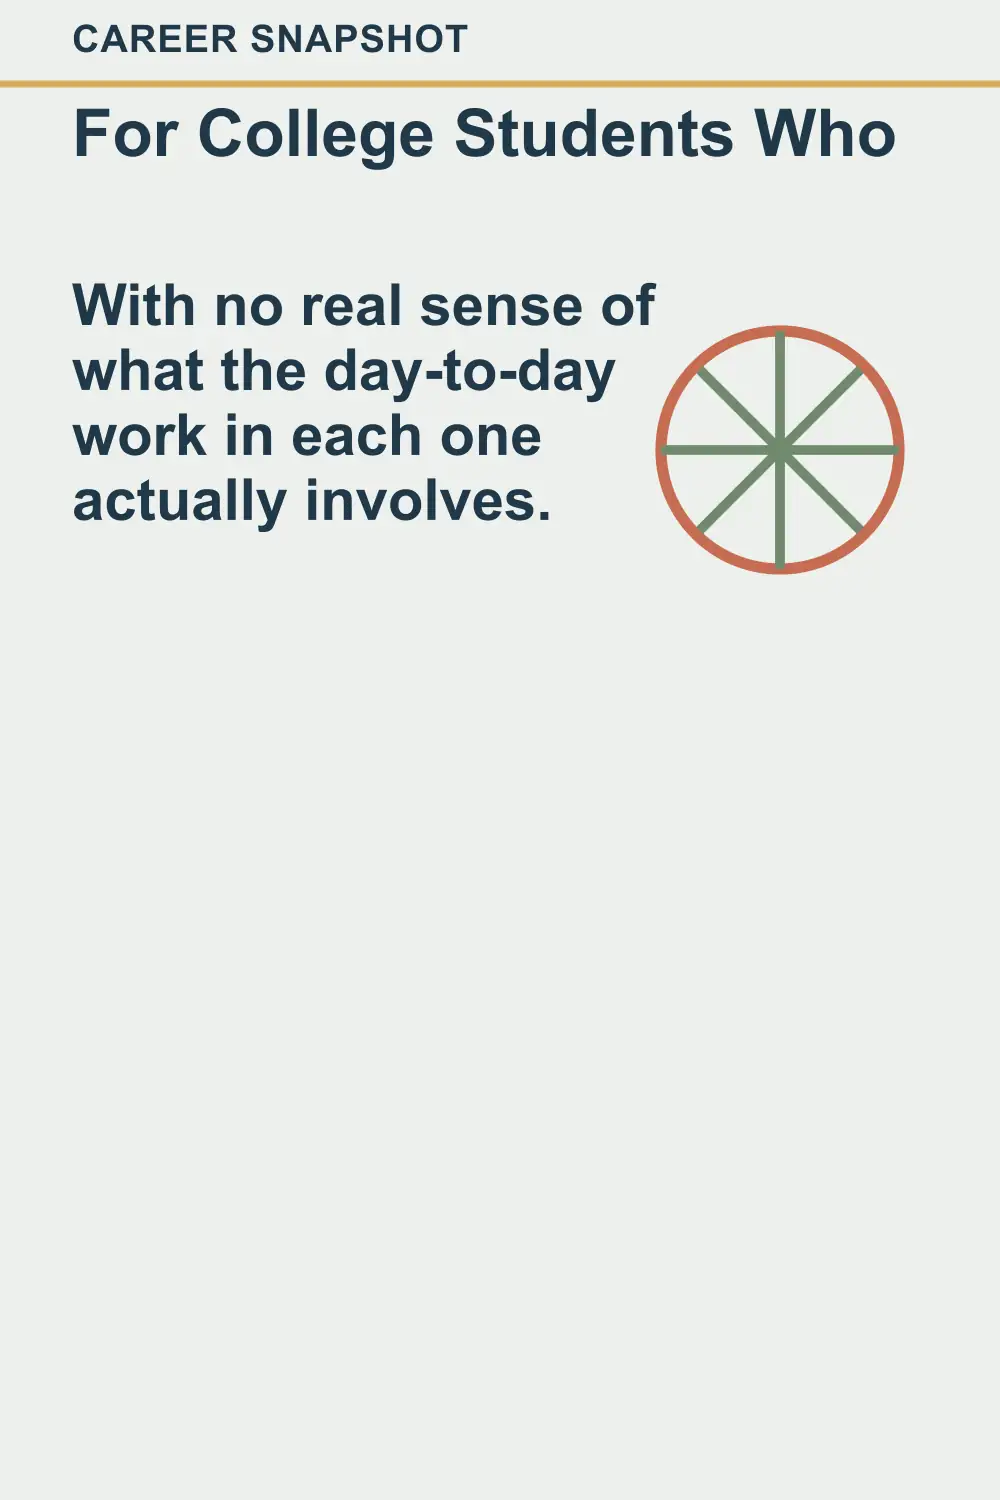 CAREER SNAPSHOT
For College Students Who
With no real sense of
what the day-to-day
work in each one
actually involves.